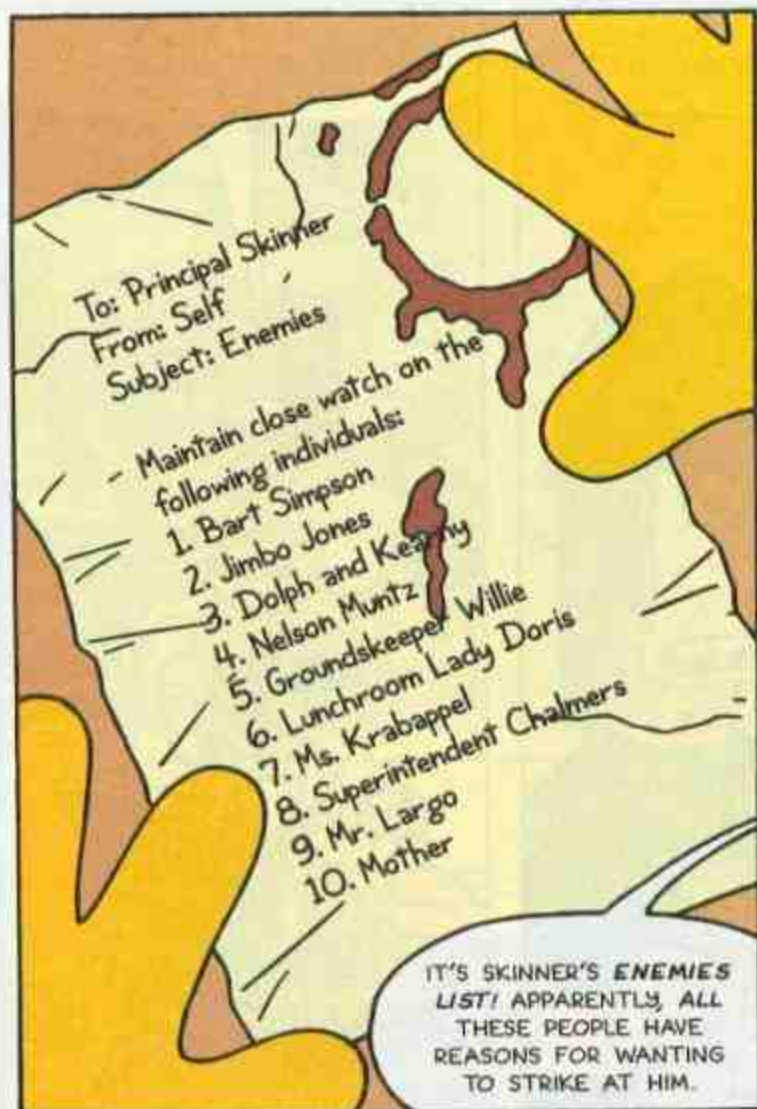 To: Principal Skinner
From: Self
Subject: Enemies
Maintain close watch on the
following individuals:
1. Bart Simpson
2. Jimbo Jones
3. Dolph and Kearny
4. Nelson Muntz
5. Groundskeeper Willie
6. Lunchroom Lady Doris
7. Ms. Krabappel
8. Superintendent Chalmers
9. Mr. Largo
10. Mother
IT'S SKINNER'S ENEMIES
LIST! APPARENTLY, ALL
THESE PEOPLE HAVE
REASONS FOR WANTING
TO STRIKE AT HIM.